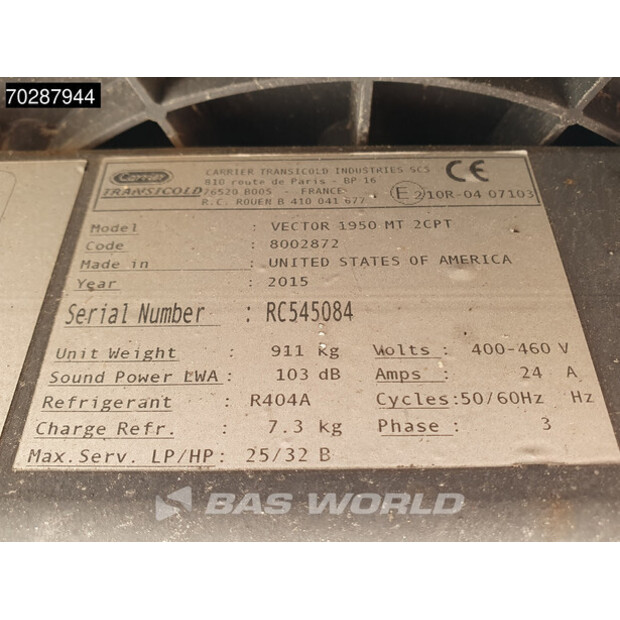 70287944
Carrier
TRANSICOLD
CARRIER TRANSICOLD INDUSTRIES SCS
810 route de Paris - BP 16
76520 BOOS - FRANCE
R.C. ROUEN B 410 041 677
CE
E 2 10R-04 07103
Model : VECTOR 1950 MT 2CPT
Code : 8002872
Made in : UNITED STATES OF AMERICA
Year : 2015
Serial Number : RC545084
Unit Weight : 911 kg Volts : 400-460 V
Sound Power LWA : 103 dB Amps : 24 A
Refrigerant : R404A Cycles:50/60Hz Hz
Charge Refr. : 7.3 kg Phase : 3
Max.Serv. LP/HP: 25/32 B
BAS WORLD